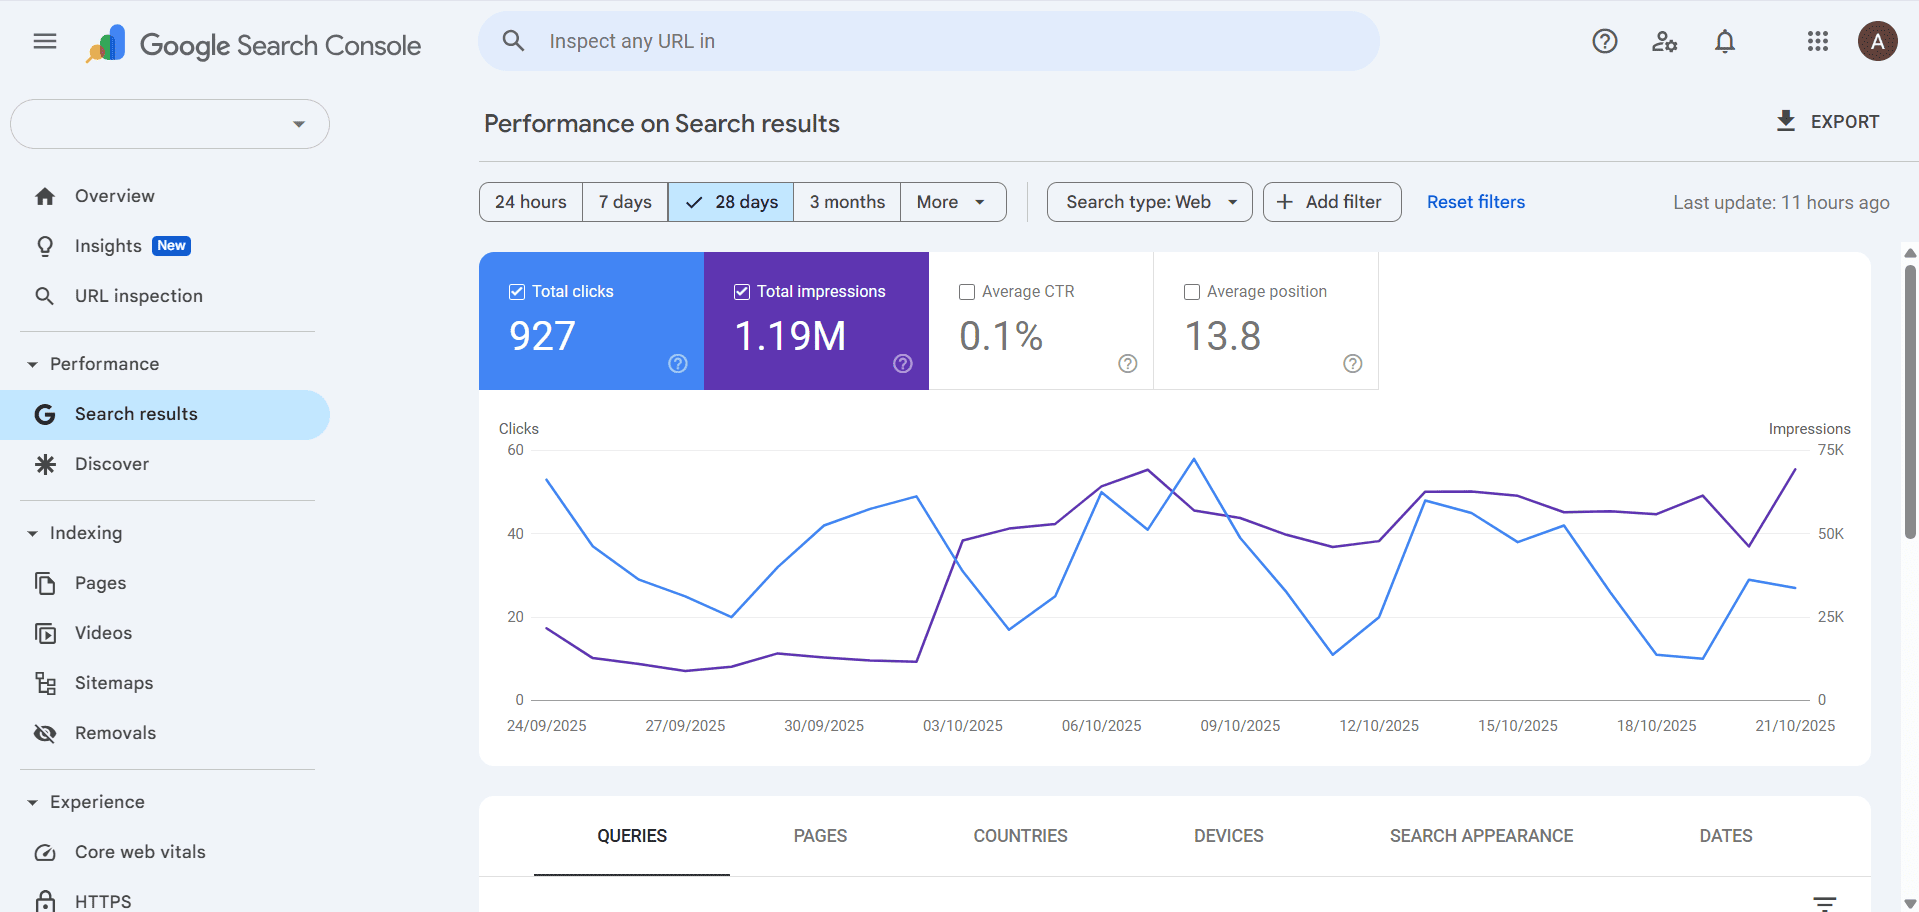 Google Search Console
Inspect any URL in
A
Performance on Search results
EXPORT
24 hours
7 days
28 days
3 months
More
Search type: Web
Add filter
Reset filters
Last update: 11 hours ago
Overview
Insights New
URL inspection
Performance
Search results
Discover
Indexing
Pages
Videos
Sitemaps
Removals
Experience
Core web vitals
HTTPS
Total clicks
927
Total impressions
1.19M
Average CTR
0.1%
Average position
13.8
Clicks
Impressions
60
75K
40
50K
20
25K
0
0
24/09/2025
27/09/2025
30/09/2025
03/10/2025
06/10/2025
09/10/2025
12/10/2025
15/10/2025
18/10/2025
21/10/2025
QUERIES
PAGES
COUNTRIES
DEVICES
SEARCH APPEARANCE
DATES